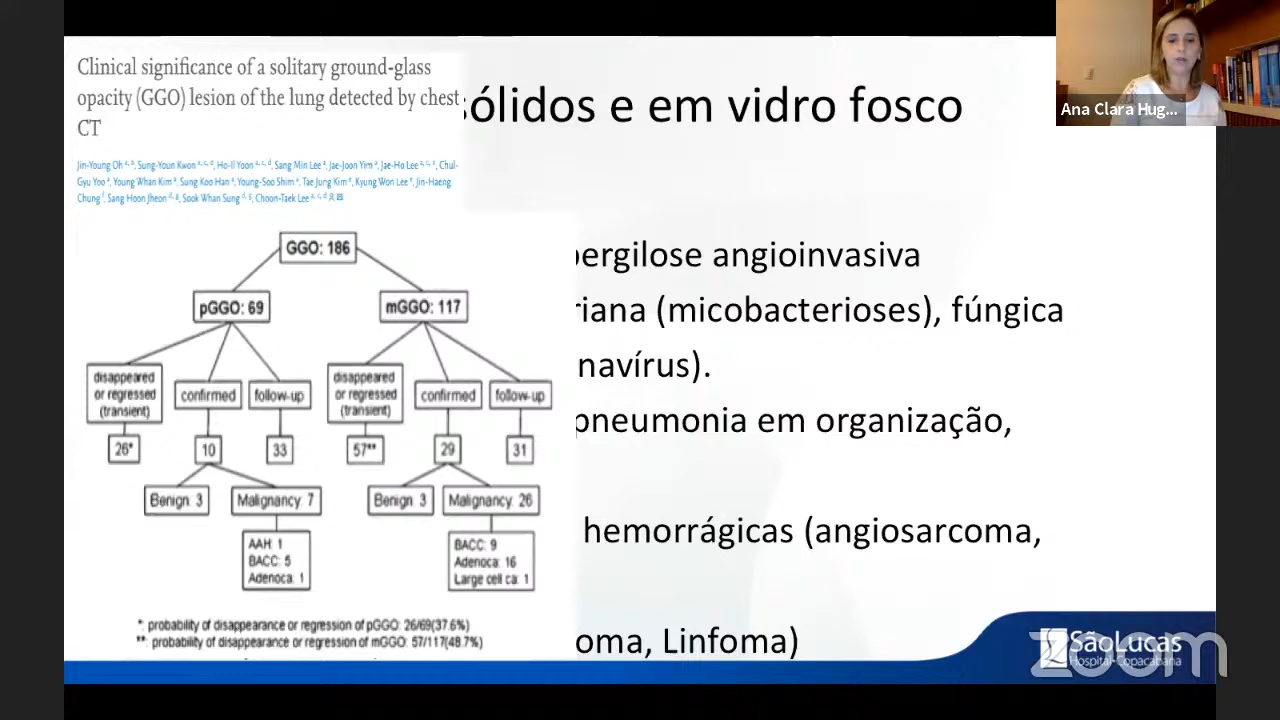 Clinical significance of a solitary ground-glass
opacity (GGO) lesion of the lung detected by chest
CT
Jin-Young Oh a, b, Sung-Youn Kwon a, c, d, Ho-Il Yoon a, c, d, Sang Min Lee a, Jae-Joon Yim a, Jae-Ho Lee a, c, e, Chul-
Gyu Yoo a, Young Whan Kim a, Sung Koo Han a, Young-Soo Shim a, Tae Jung Kim e, Kyung Won Lee e, Jin-Haeng
Chung f, Sang Hoon Jheon d, g, Sook Whan Sung d, g, Choon-Taek Lee a, c, d
sólidos e em vidro fosco
Ana Clara Hug...
GGO: 186
pGGO: 69
mGGO: 117
disappeared
or regressed
(transient)
confirmed
follow-up
disappeared
or regressed
(transient)
confirmed
follow-up
26*
10
33
57**
29
31
Benign: 3
Malignancy: 7
Benign: 3
Malignancy: 26
AAH: 1
BACC: 5
Adenoca: 1
BACC: 9
Adenoca: 16
Large cell ca: 1
*: probability of disappearance or regression of pGGO: 26/69(37.6%)
**: probability of disappearance or regression of mGGO: 57/117(48.7%)
pergilose angioinvasiva
riana (micobacterioses), fúngica
navírus).
pneumonia em organização,
hemorrágicas (angiosarcoma,
oma, Linfoma)
SãoLucas
Hospital·Copacabana
zoom